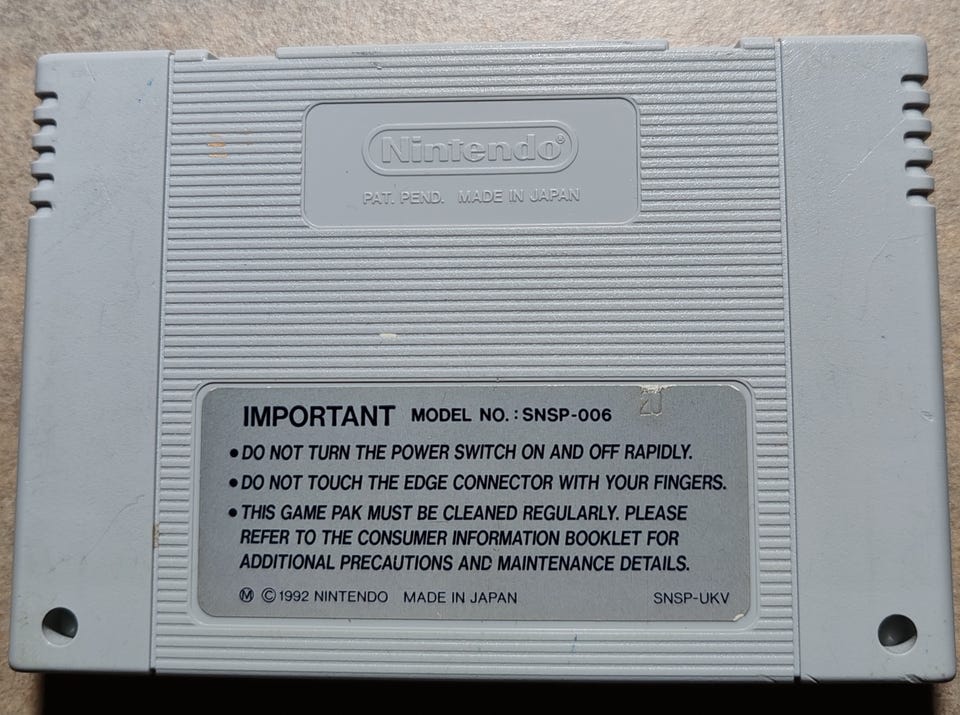 Nintendo®
PAT. PEND. MADE IN JAPAN
IMPORTANT MODEL NO. : SNSP-006
•DO NOT TURN THE POWER SWITCH ON AND OFF RAPIDLY.
•DO NOT TOUCH THE EDGE CONNECTOR WITH YOUR FINGERS.
•THIS GAME PAK MUST BE CLEANED REGULARLY. PLEASE
REFER TO THE CONSUMER INFORMATION BOOKLET FOR
ADDITIONAL PRECAUTIONS AND MAINTENANCE DETAILS.
Ⓜ ©1992 NINTENDO MADE IN JAPAN SNSP-UKV